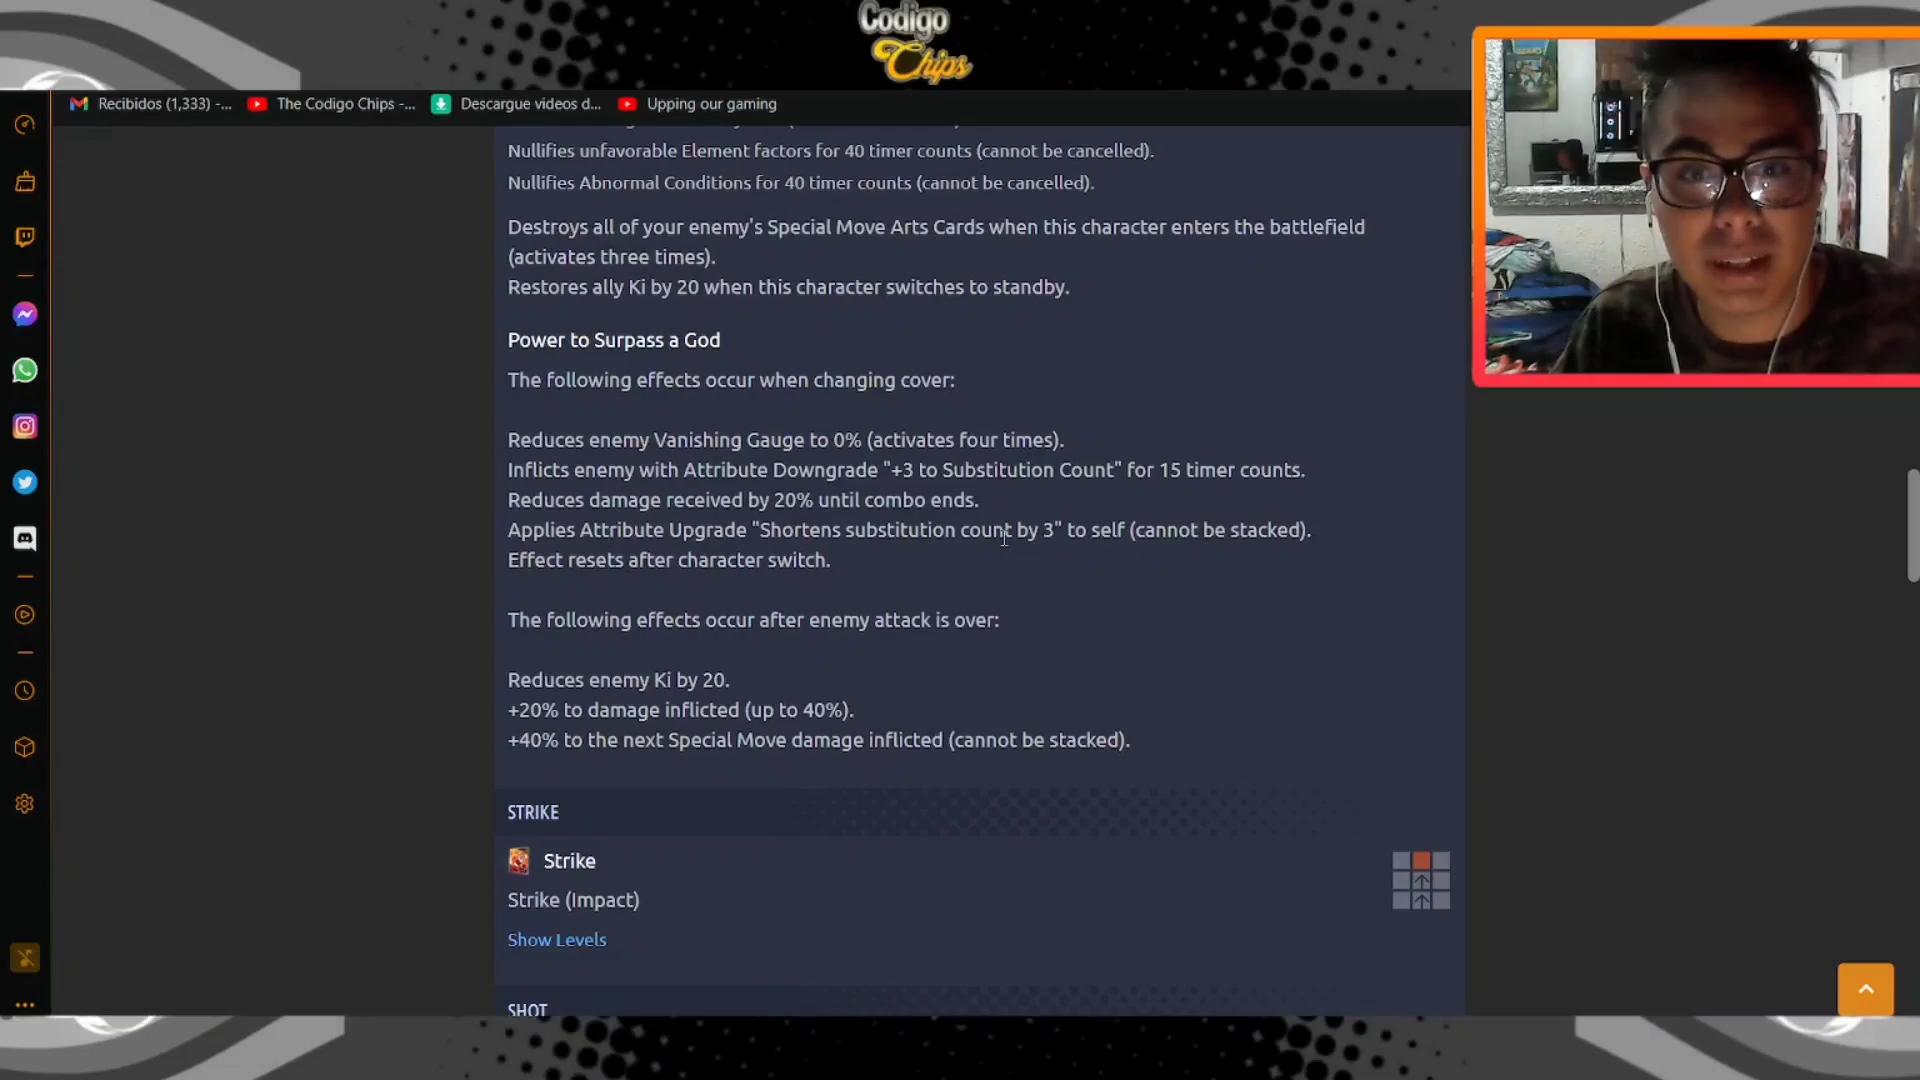 Codigo
Chips
Recibidos (1,333) -...
The Codigo Chips -...
Descargue videos d...
Upping our gaming
Nullifies unfavorable Element factors for 40 timer counts (cannot be cancelled).
Nullifies Abnormal Conditions for 40 timer counts (cannot be cancelled).
Destroys all of your enemy's Special Move Arts Cards when this character enters the battlefield
(activates three times).
Restores ally Ki by 20 when this character switches to standby.
Power to Surpass a God
The following effects occur when changing cover:
Reduces enemy Vanishing Gauge to 0% (activates four times).
Inflicts enemy with Attribute Downgrade "+3 to Substitution Count" for 15 timer counts.
Reduces damage received by 20% until combo ends.
Applies Attribute Upgrade "Shortens substitution count by 3" to self (cannot be stacked).
Effect resets after character switch.
The following effects occur after enemy attack is over:
Reduces enemy Ki by 20.
+20% to damage inflicted (up to 40%).
+40% to the next Special Move damage inflicted (cannot be stacked).
STRIKE
Strike
Strike (Impact)
Show Levels
SHOT